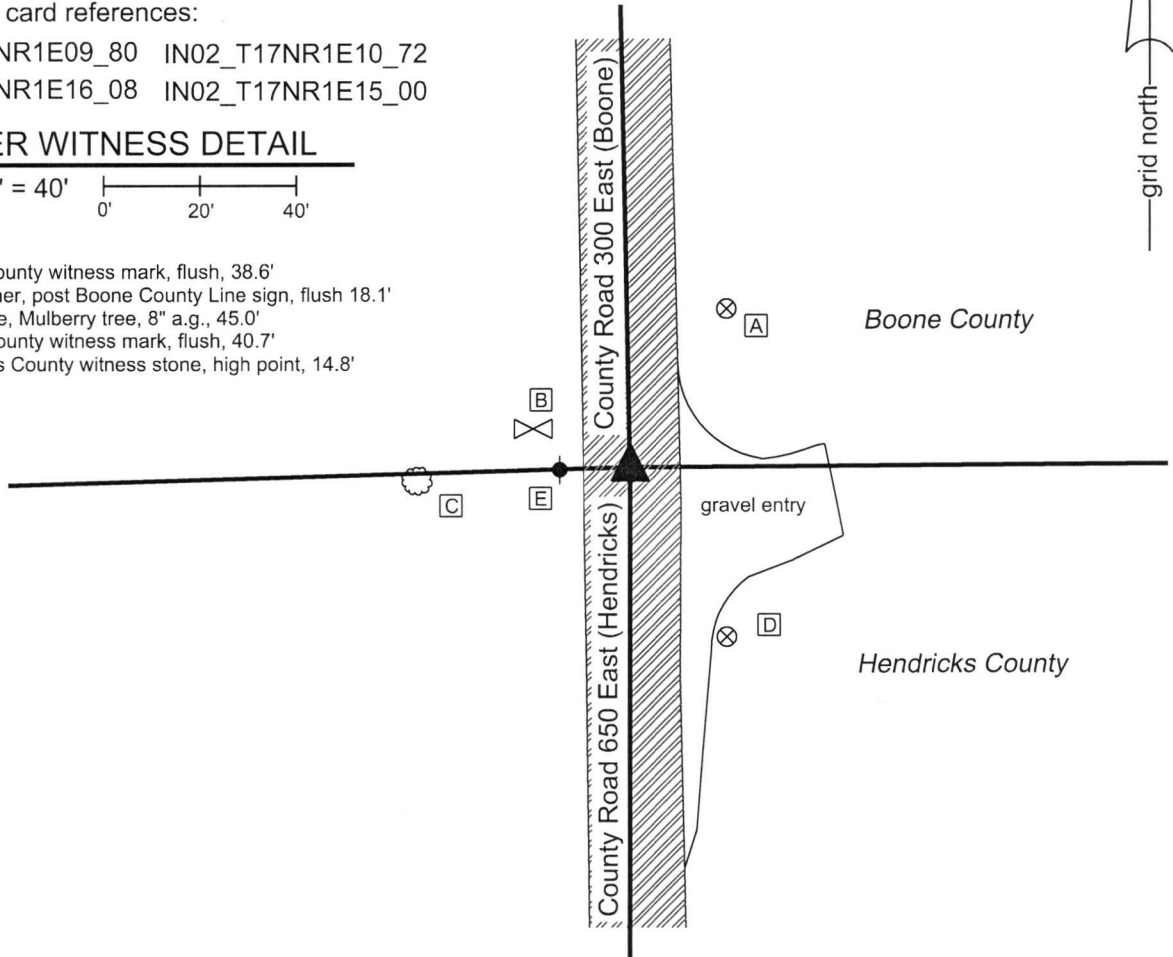 card references:
NR1E09_80 IN02_T17NR1E10_72
NR1E16_08 IN02_T17NR1E15_00
ER WITNESS DETAIL
= 40'
0' 20' 40'
ounty witness mark, flush, 38.6'
ner, post Boone County Line sign, flush 18.1'
e, Mulberry tree, 8" a.g., 45.0'
ounty witness mark, flush, 40.7'
s County witness stone, high point, 14.8'
grid north
County Road 300 East (Boone)
A
Boone County
B
C
E
gravel entry
County Road 650 East (Hendricks)
D
Hendricks County